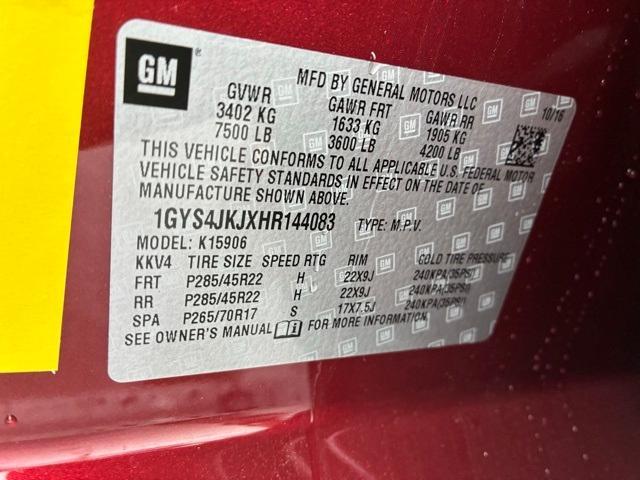 GM
MFD BY GENERAL MOTORS LLC
10/16
GVWR GAWR FRT GAWR RR
3402 KG 1633 KG 1905 KG
7500 LB 3600 LB 4200 LB
THIS VEHICLE CONFORMS TO ALL APPLICABLE U.S. FEDERAL MOTOR
VEHICLE SAFETY STANDARDS IN EFFECT ON THE DATE OF
MANUFACTURE SHOWN ABOVE.
1GYS4JKJXHR144083 TYPE: M.P.V.
MODEL: K15906
KKV4 TIRE SIZE SPEED RTG RIM COLD TIRE PRESSURE
FRT P285/45R22 H 22X9J 240KPA(35PSI)
RR P285/45R22 H 22X9J 240KPA(35PSI)
SPA P265/70R17 S 17X7.5J 240KPA(35PSI)
SEE OWNER'S MANUAL FOR MORE INFORMATION.